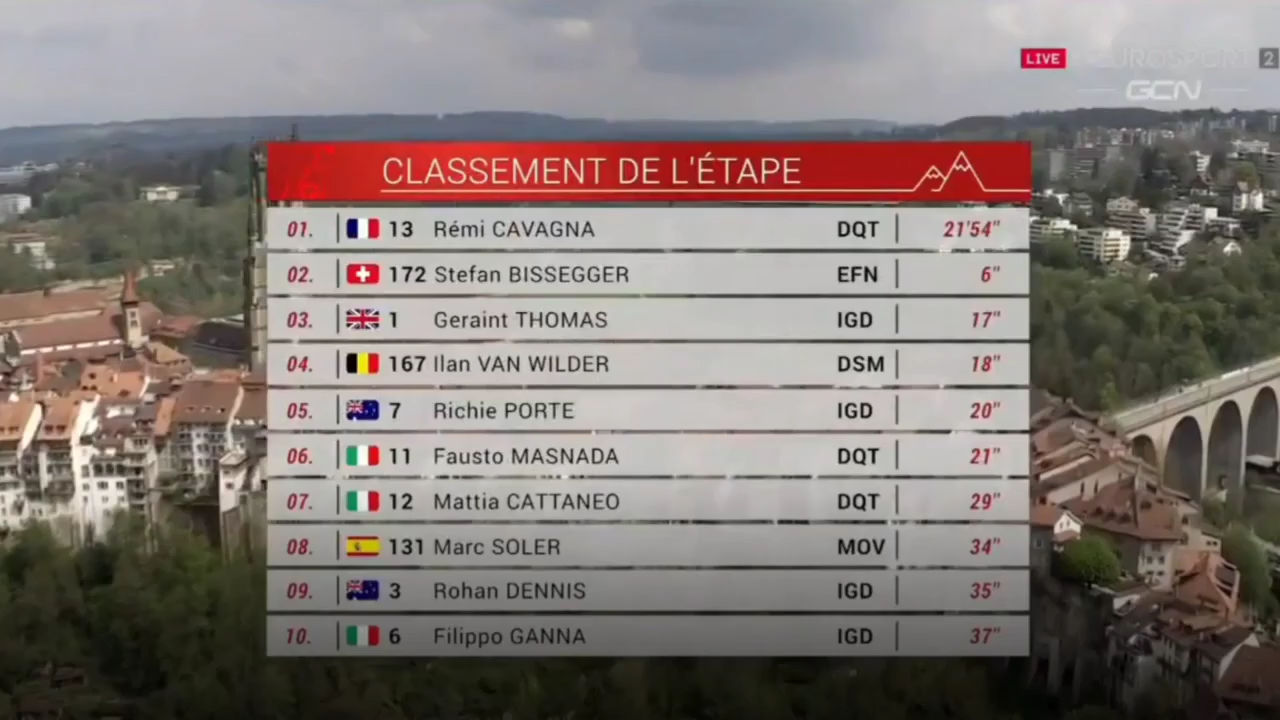 LIVE EUROSPORT 2
GCN
CLASSEMENT DE L'ÉTAPE
01. 13 Rémi CAVAGNA DQT 21'54"
02. 172 Stefan BISSEGGER EFN 6"
03. 1 Geraint THOMAS IGD 17"
04. 167 Ilan VAN WILDER DSM 18"
05. 7 Richie PORTE IGD 20"
06. 11 Fausto MASNADA DQT 21"
07. 12 Mattia CATTANEO DQT 29"
08. 131 Marc SOLER MOV 34"
09. 3 Rohan DENNIS IGD 35"
10. 6 Filippo GANNA IGD 37"